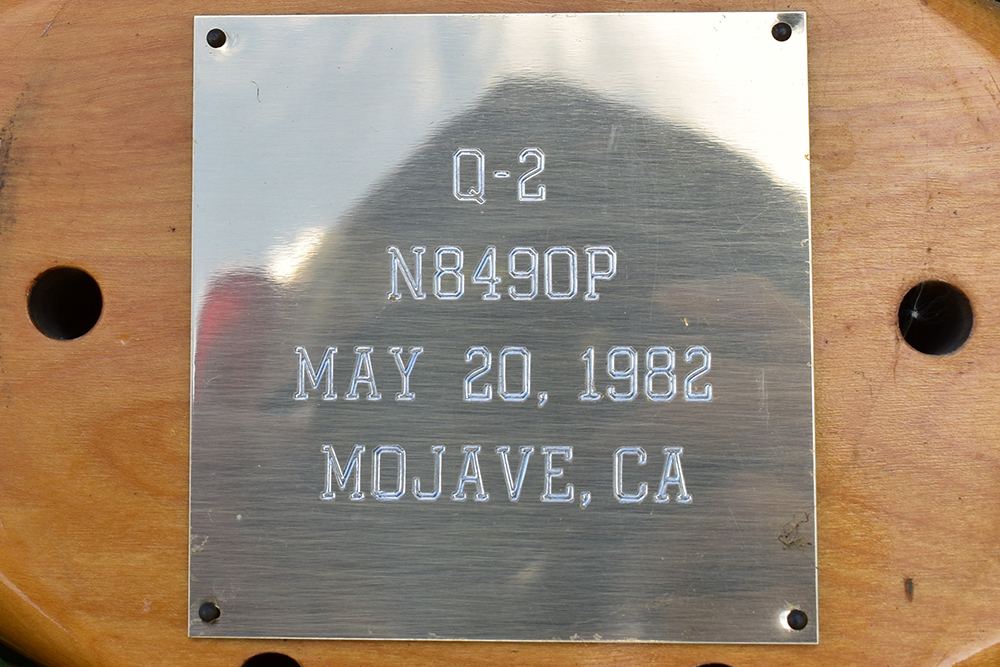 Q-2
N8490P
MAY 20, 1982
MOJAVE, CA